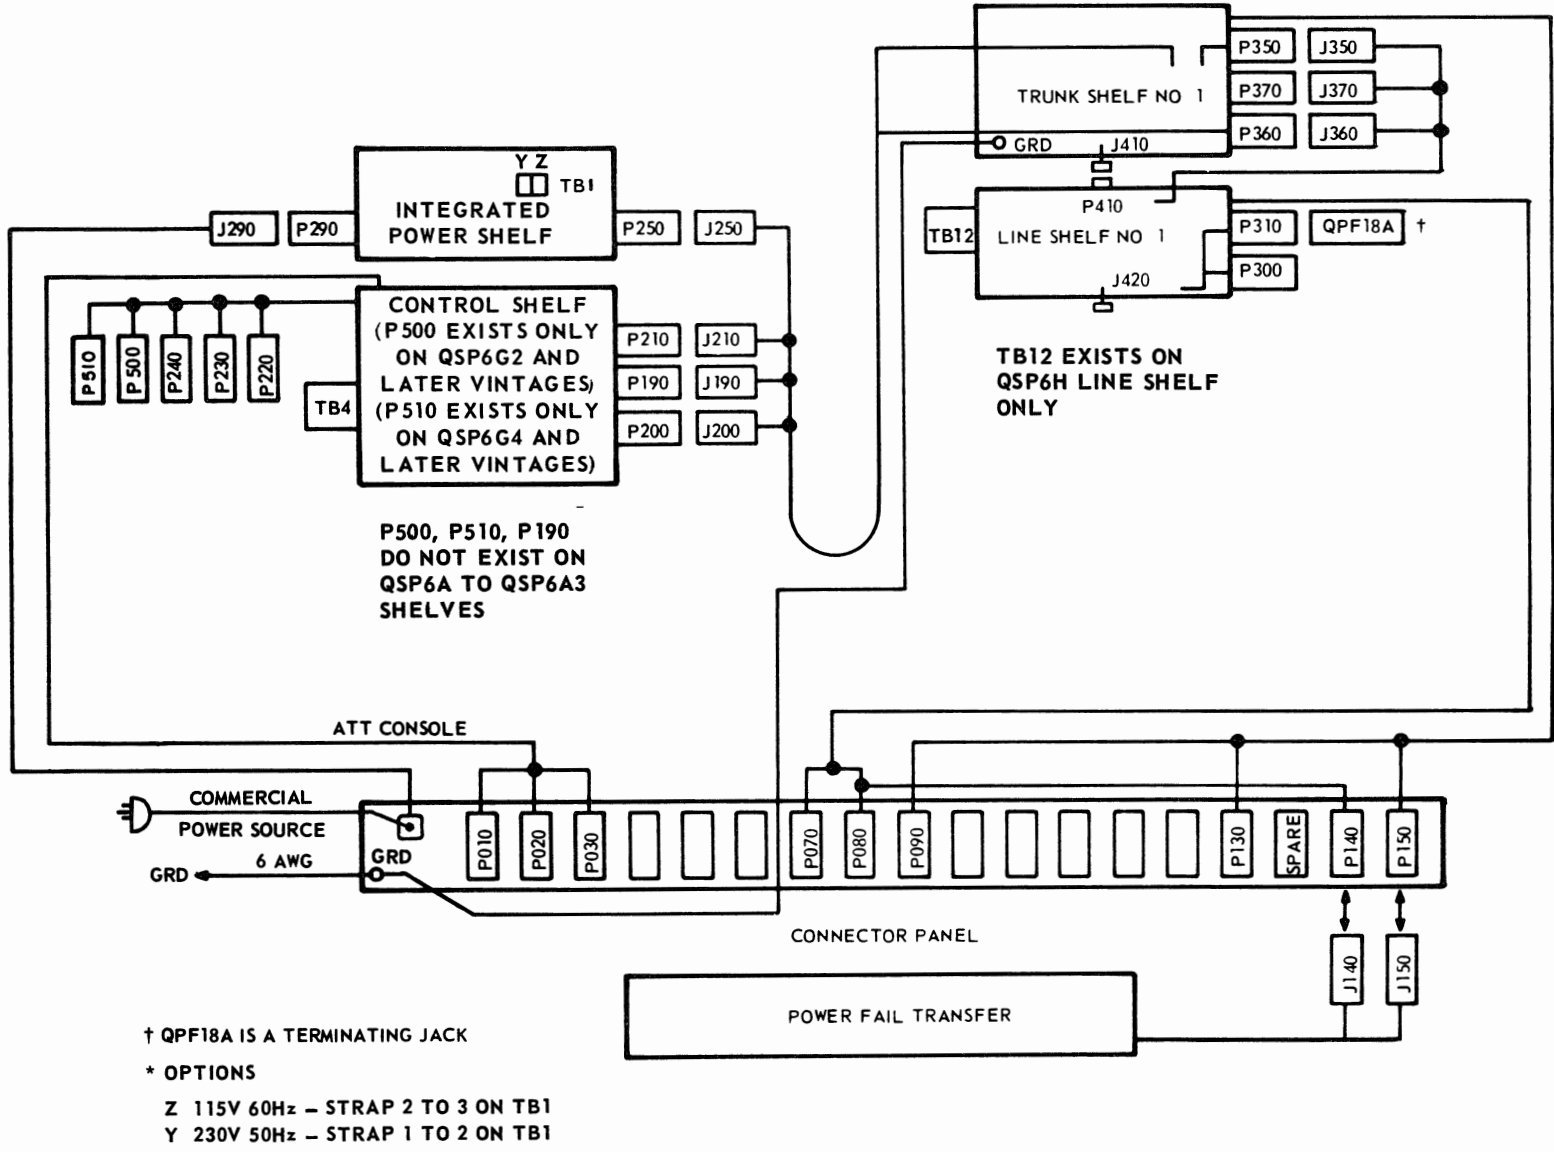 P350
J350
TRUNK SHELF NO 1
P370
J370
P360
J360
GRD
J410
Y Z
TB1
INTEGRATED
POWER SHELF
J290
P290
P250
J250
P410
TB12
LINE SHELF NO 1
P310
QPF18A †
P300
J420
TB12 EXISTS ON
QSP6H LINE SHELF
ONLY
CONTROL SHELF
(P500 EXISTS ONLY
ON QSP6G2 AND
LATER VINTAGES)
(P510 EXISTS ONLY
ON QSP6G4 AND
LATER VINTAGES)
P510
P500
P240
P230
P220
TB4
P210
J210
P190
J190
P200
J200
P500, P510, P190
DO NOT EXIST ON
QSP6A TO QSP6A3
SHELVES
ATT CONSOLE
COMMERCIAL
POWER SOURCE
6 AWG
GRD
GRD
P010
P020
P030
P070
P080
P090
P130
SPARE
P140
P150
CONNECTOR PANEL
J140
J150
POWER FAIL TRANSFER
† QPF18A IS A TERMINATING JACK
* OPTIONS
Z 115V 60Hz – STRAP 2 TO 3 ON TB1
Y 230V 50Hz – STRAP 1 TO 2 ON TB1